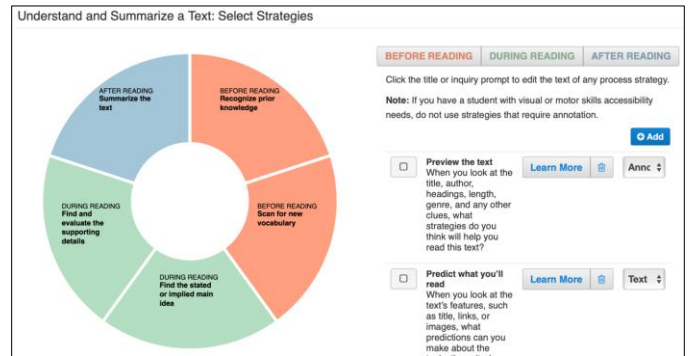 Understand and Summarize a Text: Select Strategies
AFTER READING
Summarize the
text
BEFORE READING
Recognize prior
knowledge
BEFORE READING
Scan for new
vocabulary
DURING READING
Find the stated
or implied main
idea
DURING READING
Find and
evaluate the
supporting
details
BEFORE READING DURING READING AFTER READING
Click the title or inquiry prompt to edit the text of any process strategy.
Note: If you have a student with visual or motor skills accessibility
needs, do not use strategies that require annotation.
Add
Preview the text
When you look at the
title, author,
headings, length,
genre, and any other
clues, what
strategies do you
think will help you
read this text?
Learn More
Annc
Predict what you'll
read
When you look at the
text's features, such
as title, links, or
images, what
predictions can you
make about the
Learn More
Text